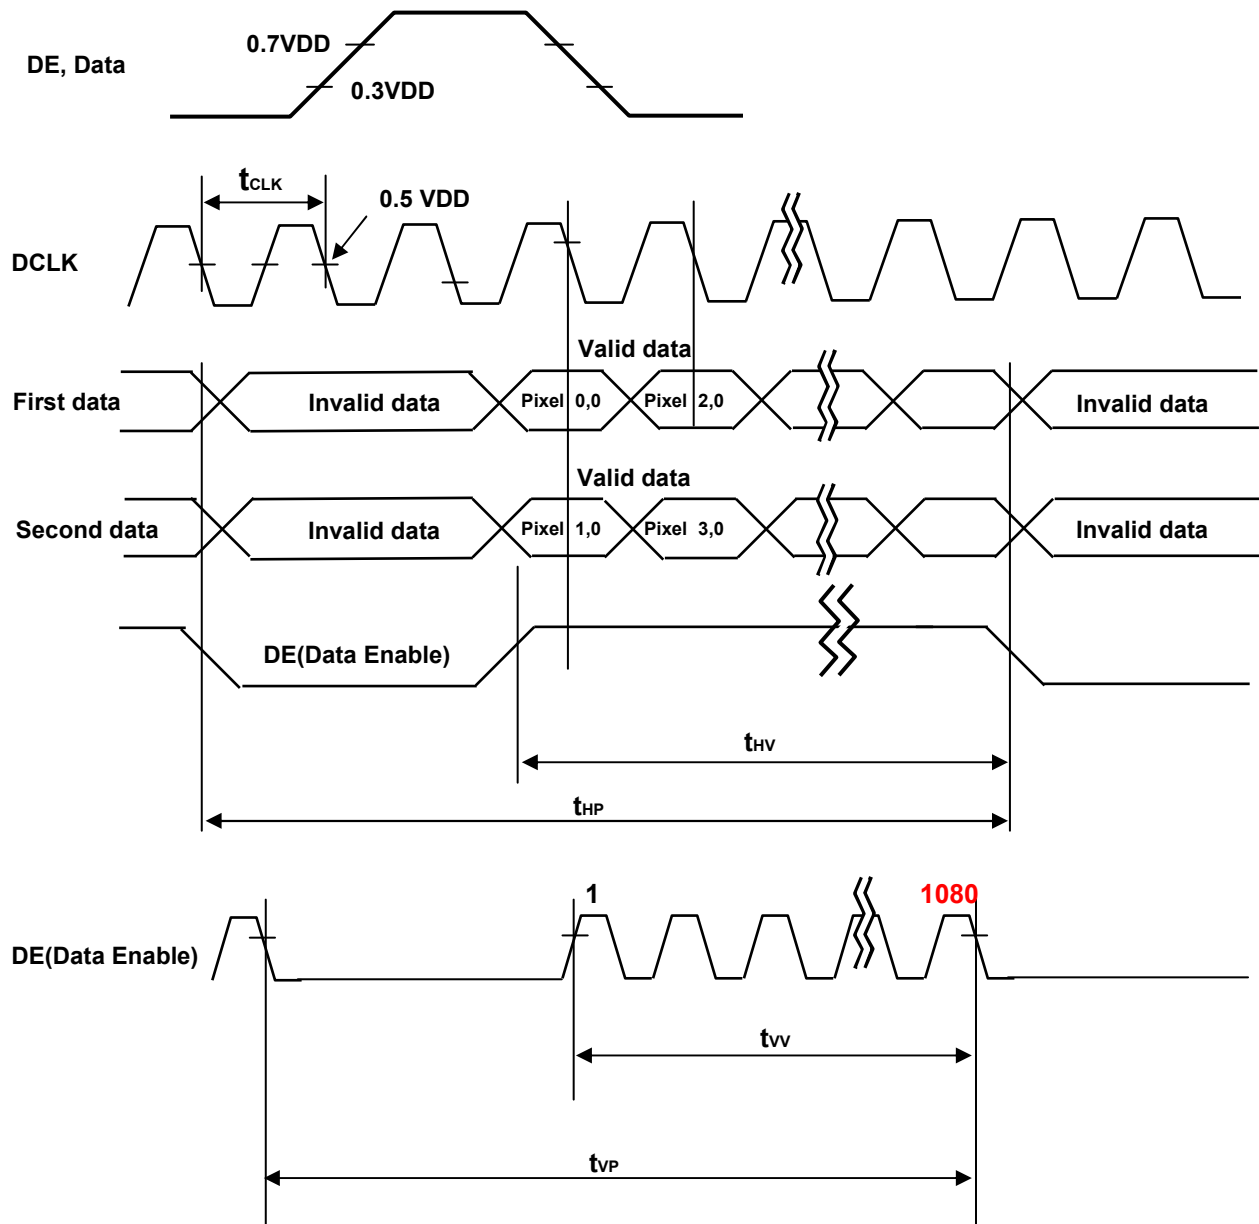 0.7VDD
DE, Data
0.3VDD
tCLK
0.5 VDD
DCLK
Valid data
First data
Invalid data
Pixel 0,0
Pixel 2,0
Invalid data
Valid data
Second data
Invalid data
Pixel 1,0
Pixel 3,0
Invalid data
DE(Data Enable)
tHV
tHP
1
1080
DE(Data Enable)
tVV
tVP